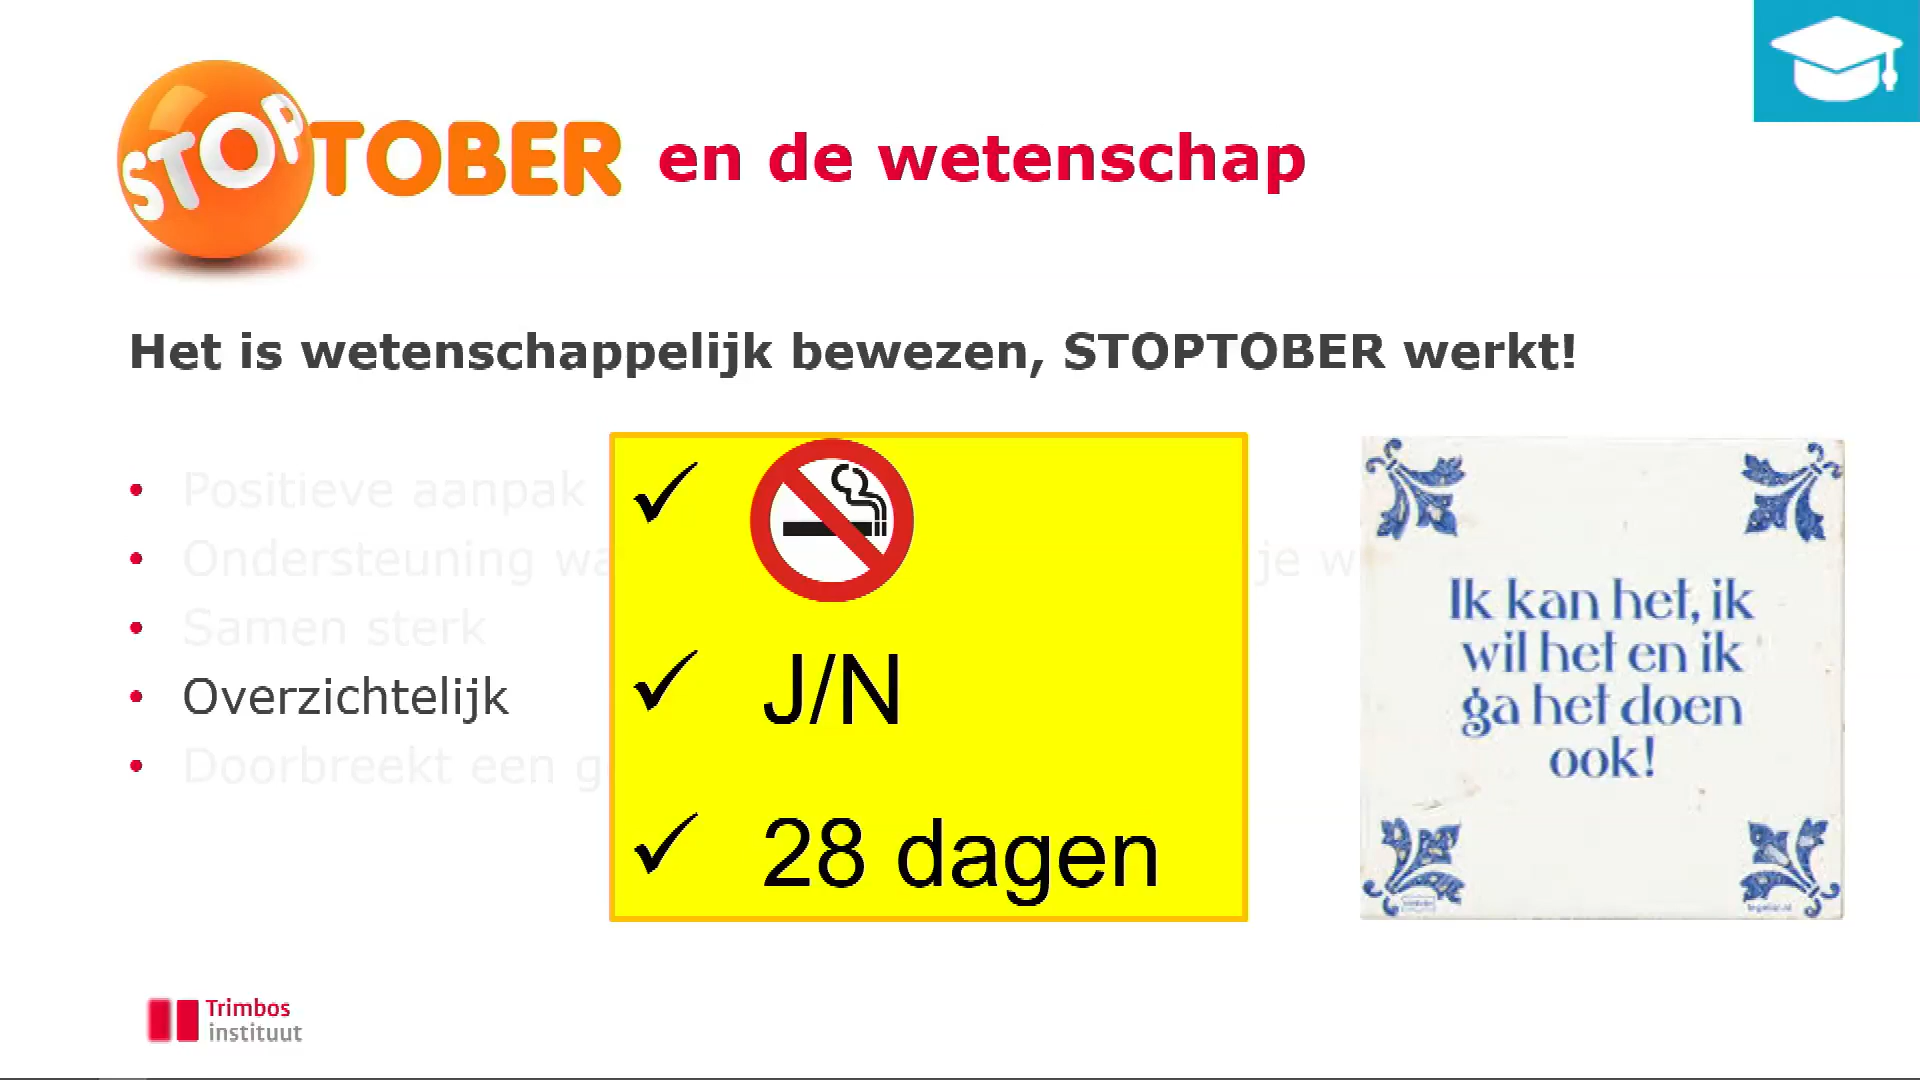 STOPTOBER en de wetenschap
Het is wetenschappelijk bewezen, STOPTOBER werkt!
• Positieve aanpak
• Ondersteuning je
• Samen sterk
• Overzichtelijk
• Doorbreekt een
✓
✓ J/N
✓ 28 dagen
Ik kan het, ik
wil het en ik
ga het doen
ook!
Trimbos
instituut